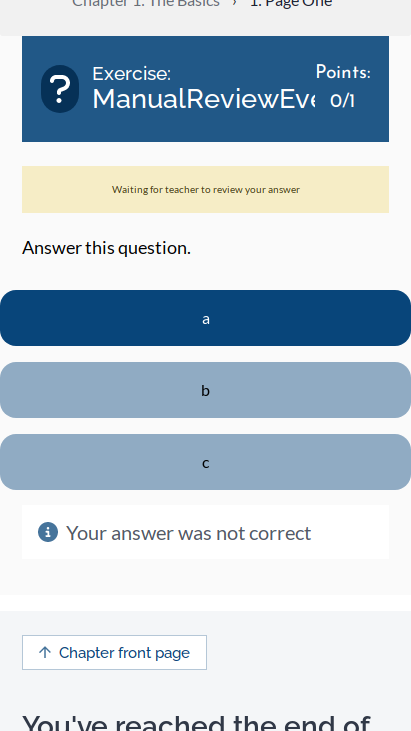 Chapter 1: The Basics › 1. Page One
Exercise:
ManualReviewEve
Points:
0/1
Waiting for teacher to review your answer
Answer this question.
a
b
c
Your answer was not correct
Chapter front page
You've reached the end of